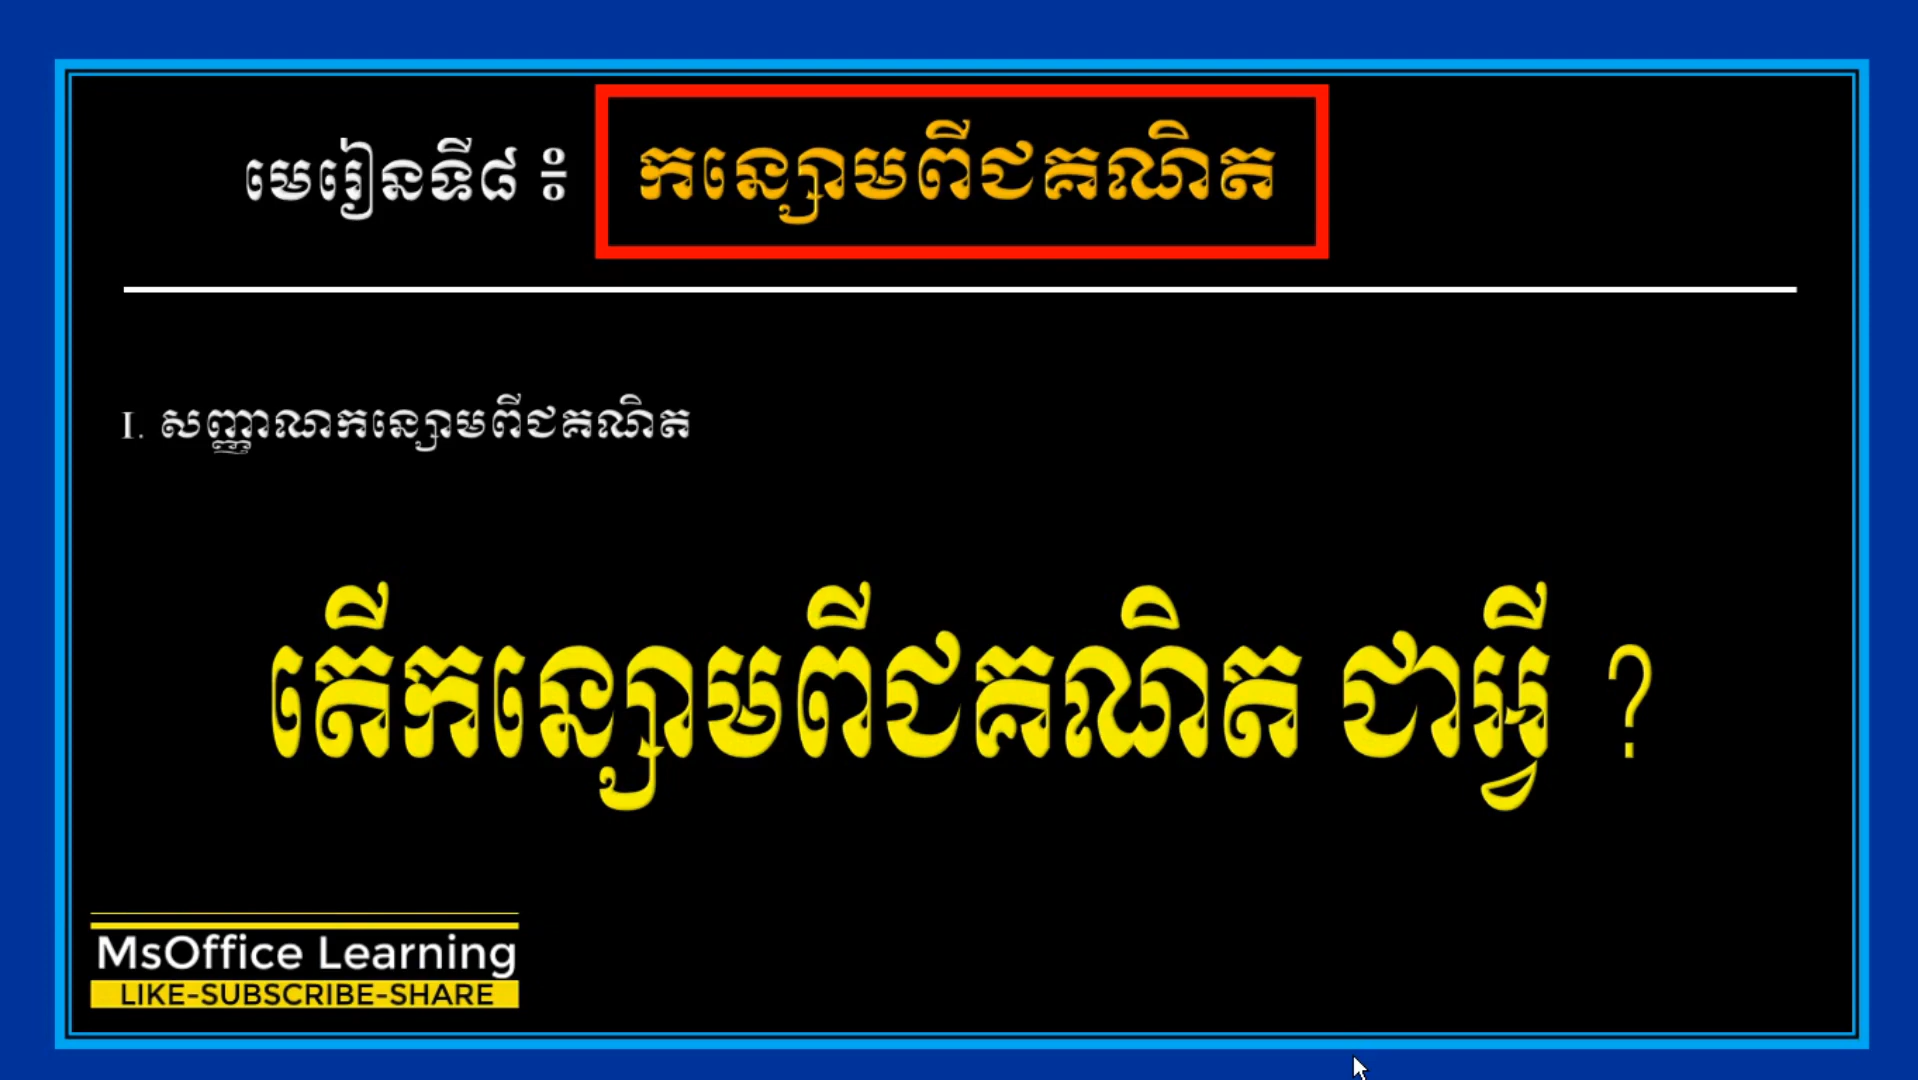 មេរៀនទី៨ ៖ កន្សោមពីជគណិត
I. សញ្ញាណកន្សោមពីជគណិត
តើកន្សោមពីជគណិត ជាអ្វី ?
MsOffice Learning
LIKE-SUBSCRIBE-SHARE